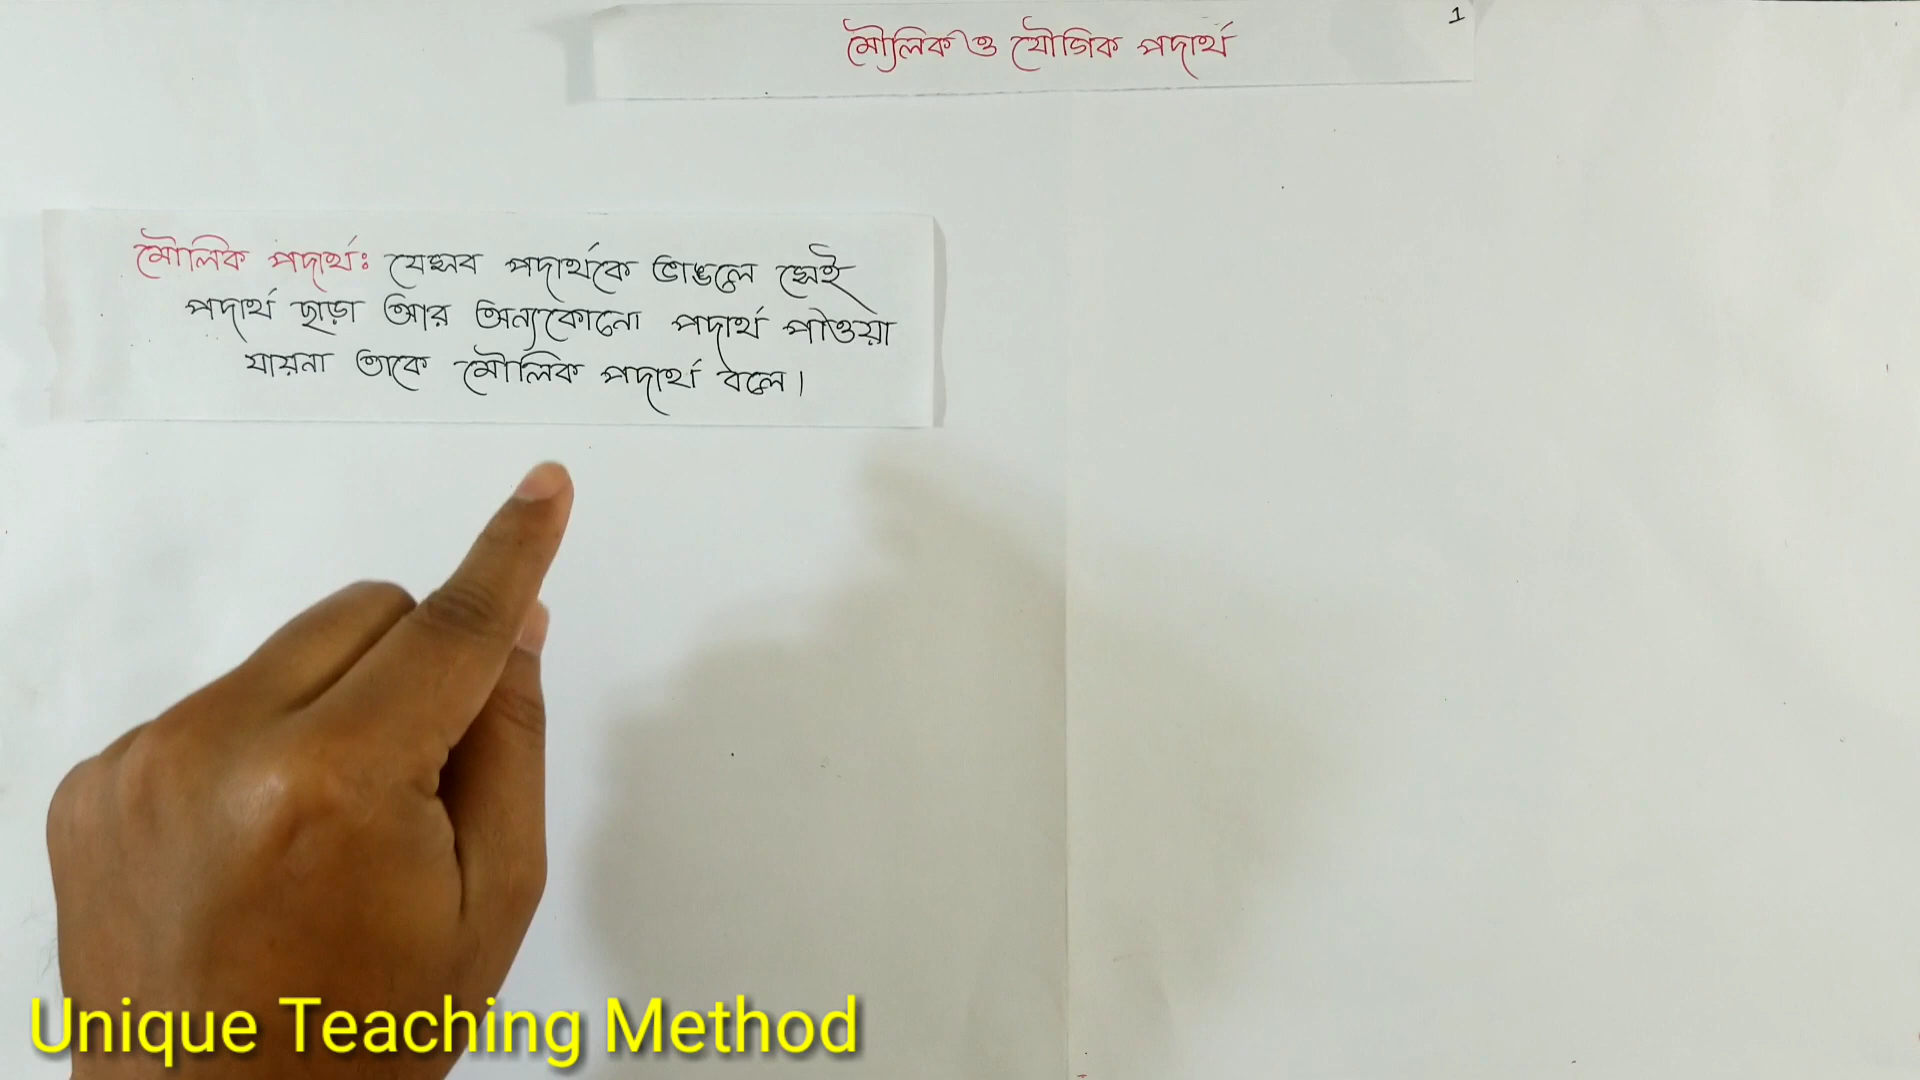 মৌলিক ও যৌগিক পদার্থ
1
মৌলিক পদার্থঃ যেসব পদার্থকে ভাঙলে সেই
পদার্থ ছাড়া আর অন্যকোনো পদার্থ পাওয়া
যায়না তাকে মৌলিক পদার্থ বলে।
Unique Teaching Method